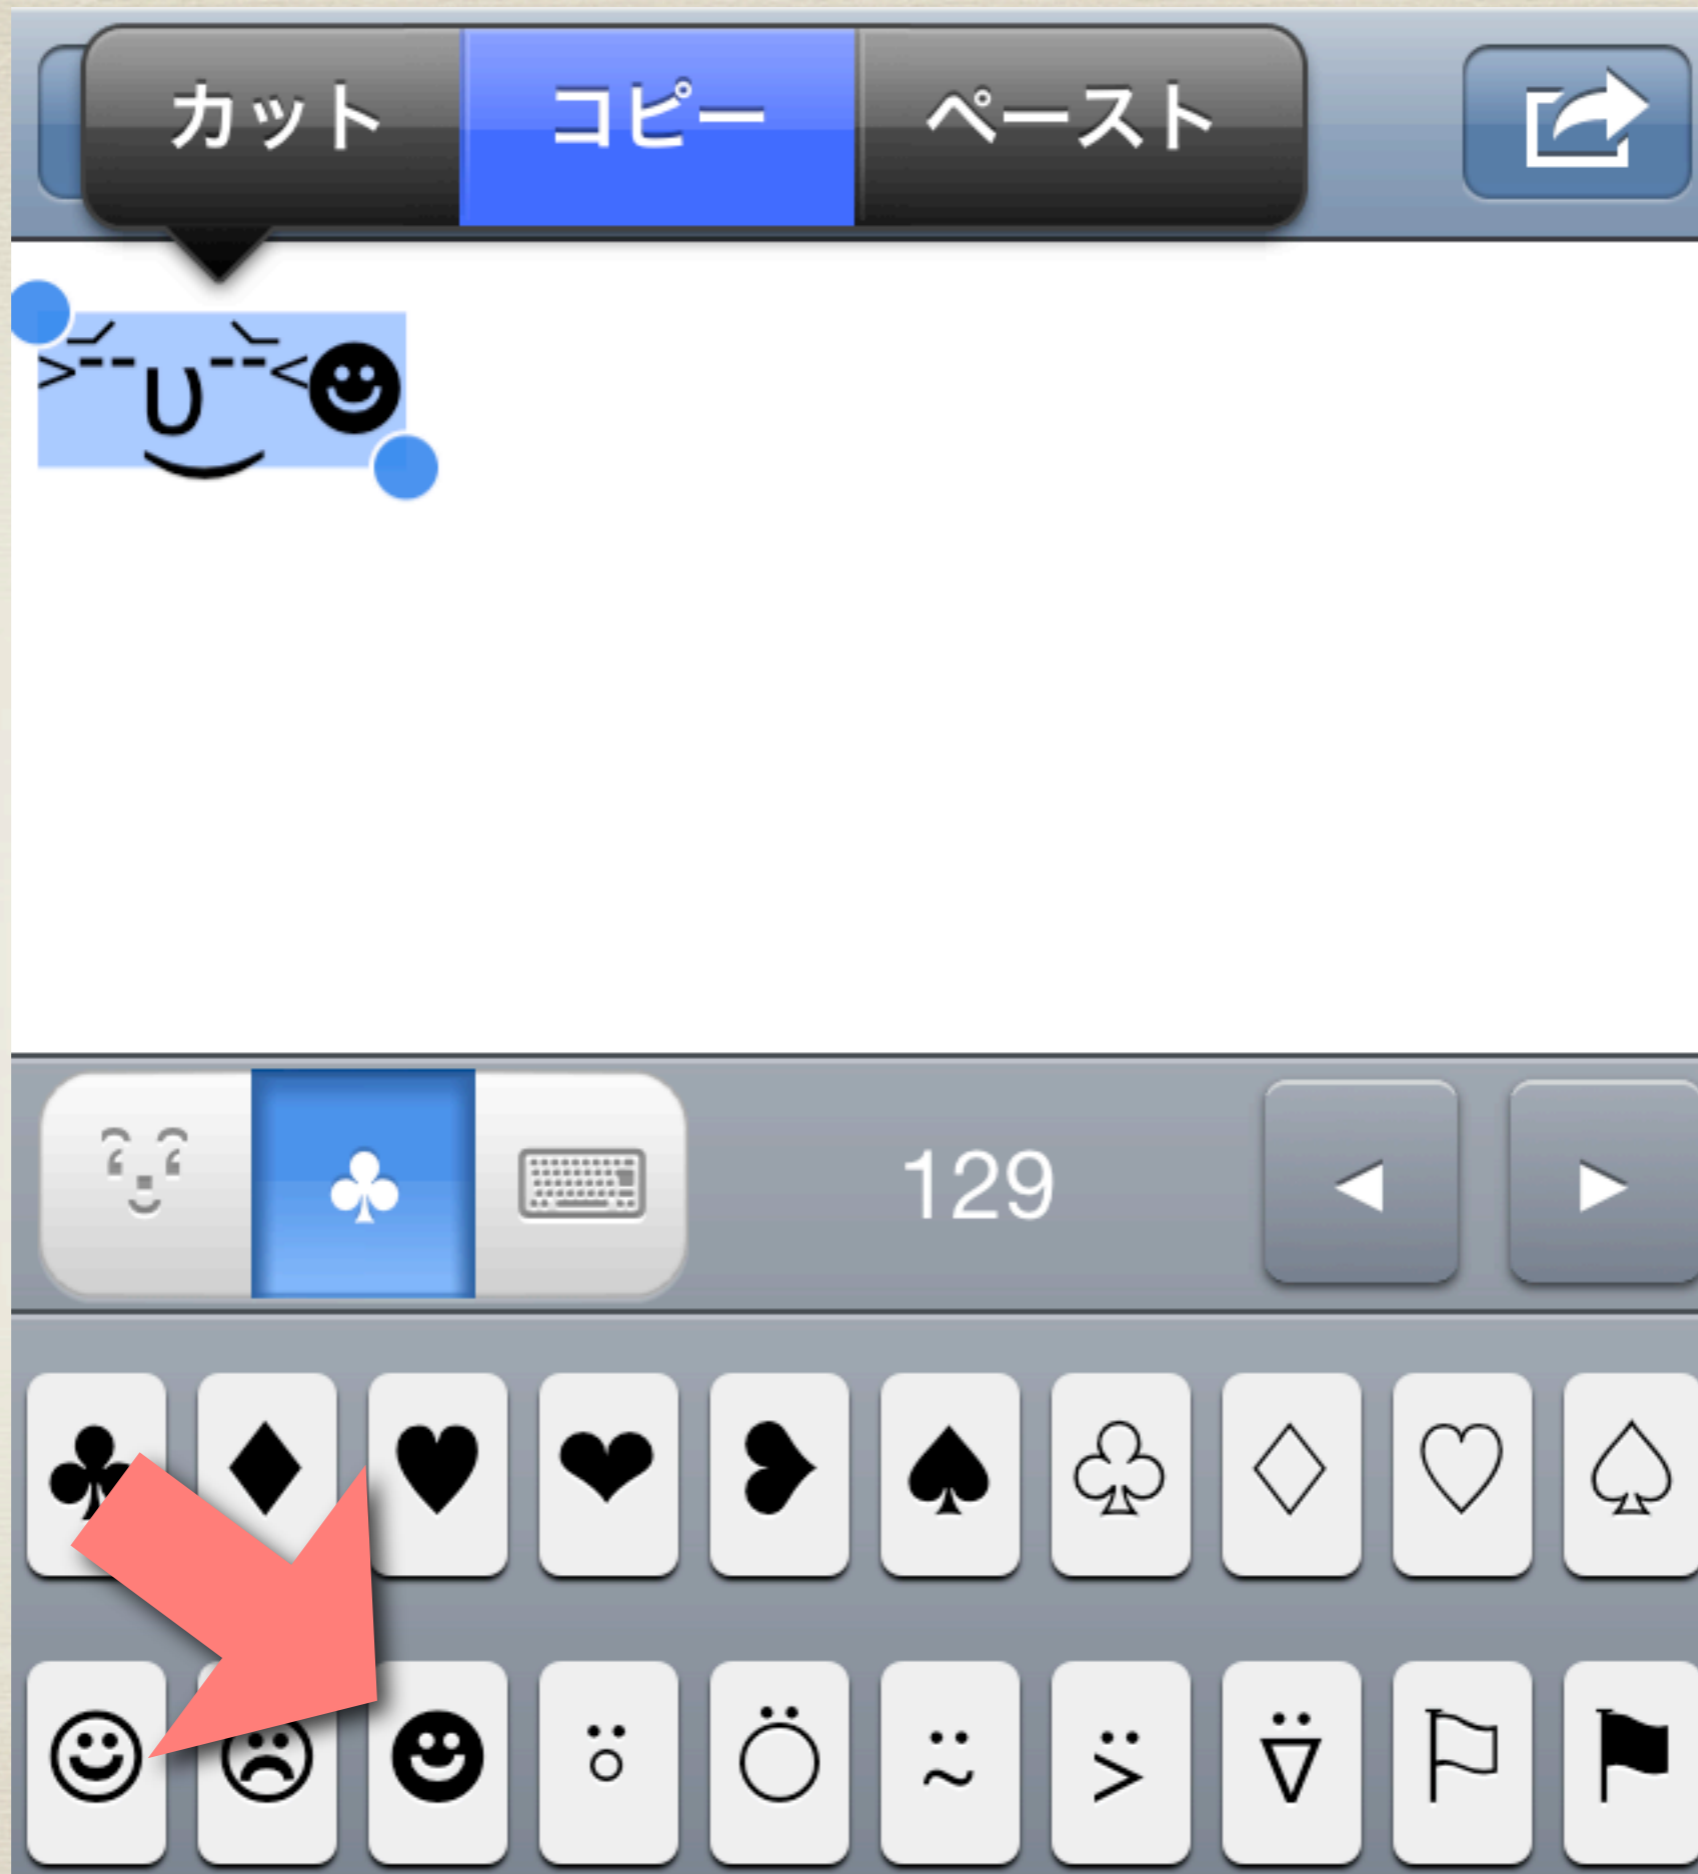 カット コピー ペースト
☻
129
♣ ♦ ♥ ❤ ❥ ♠ ♧ ♢ ♡ ♤
☺ ☹ ☻ ⍤ Ö ⍨ ⍩ ⍢ ⚐ ⚑